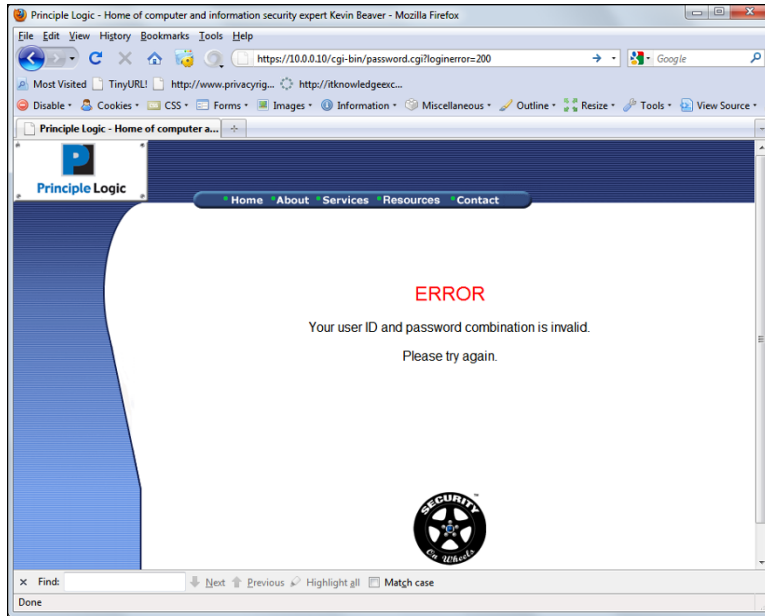 Principle Logic - Home of computer and information security expert Kevin Beaver - Mozilla Firefox
File Edit View History Bookmarks Tools Help
https://10.0.0.10/cgi-bin/password.cgi?loginerror=200 Google
Most Visited TinyURL! http://www.privacyrig... http://itknowledgeexc...
Disable Cookies CSS Forms Images Information Miscellaneous Outline Resize Tools View Source
Principle Logic - Home of computer a...
P
Principle Logic
Home About Services Resources Contact
ERROR
Your user ID and password combination is invalid.
Please try again.
SECURITY™
On Wheels
Find: Next Previous Highlight all Match case
Done